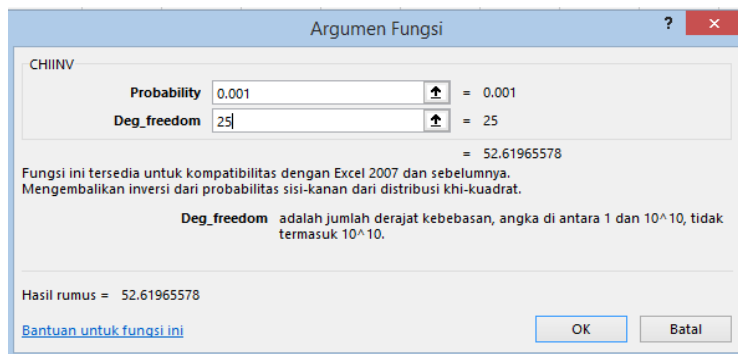 Argumen Fungsi ? ×
CHIINV
Probability 0.001 = 0.001
Deg_freedom 25 = 25
= 52.61965578
Fungsi ini tersedia untuk kompatibilitas dengan Excel 2007 dan sebelumnya.
Mengembalikan inversi dari probabilitas sisi-kanan dari distribusi khi-kuadrat.
Deg_freedom adalah jumlah derajat kebebasan, angka di antara 1 dan 10^10, tidak
termasuk 10^10.
Hasil rumus = 52.61965578
Bantuan untuk fungsi ini OK Batal